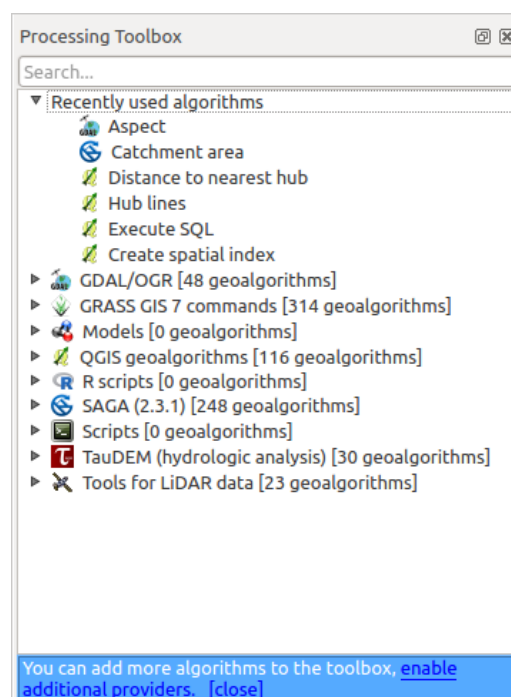 Processing Toolbox
Search...
Recently used algorithms
Aspect
Catchment area
Distance to nearest hub
Hub lines
Execute SQL
Create spatial index
GDAL/OGR [48 geoalgorithms]
GRASS GIS 7 commands [314 geoalgorithms]
Models [0 geoalgorithms]
QGIS geoalgorithms [116 geoalgorithms]
R scripts [0 geoalgorithms]
SAGA (2.3.1) [248 geoalgorithms]
Scripts [0 geoalgorithms]
TauDEM (hydrologic analysis) [30 geoalgorithms]
Tools for LiDAR data [23 geoalgorithms]
You can add more algorithms to the toolbox, enable
additional providers. [close]